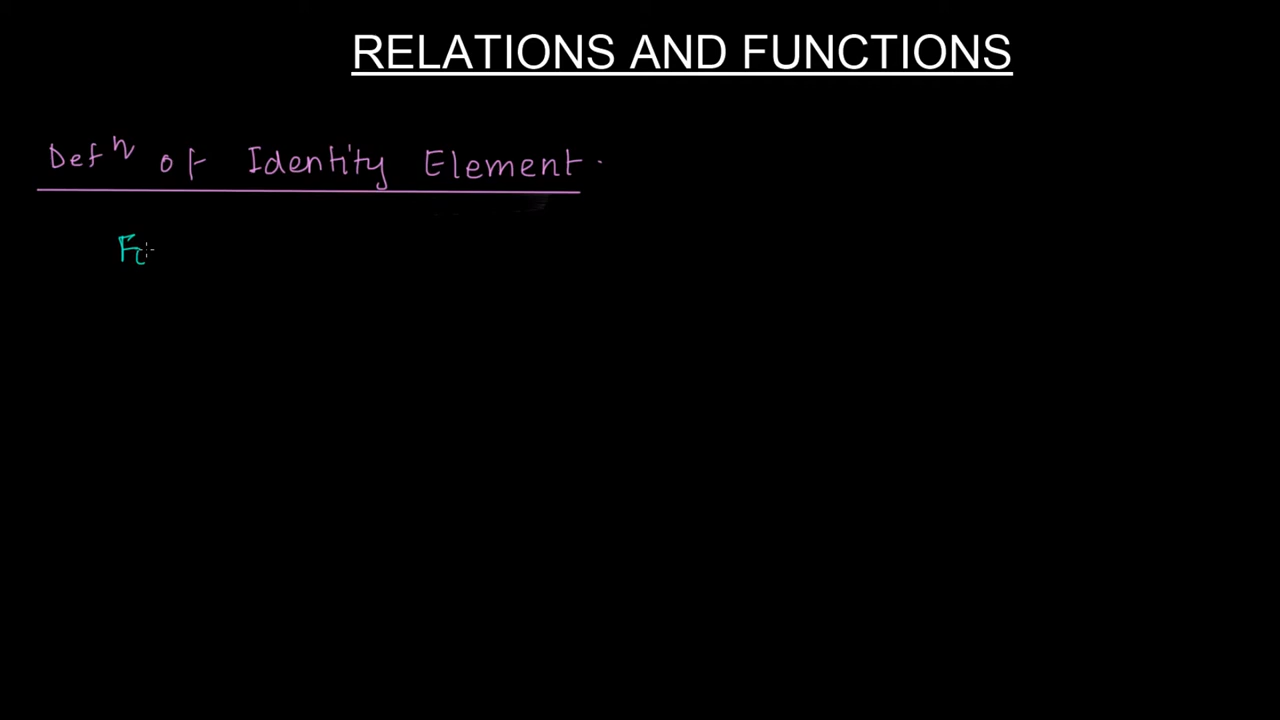 RELATIONS AND FUNCTIONS
Defⁿ of Identity Element.